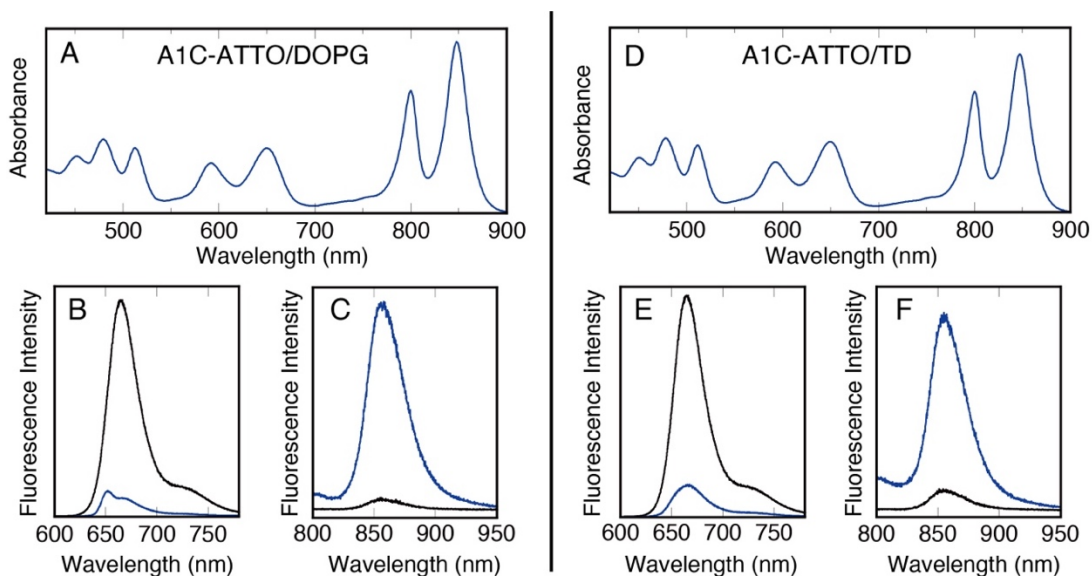 A
A1C-ATTO/DOPG
Absorbance
500 600 700 800 900
Wavelength (nm)
B
Fluorescence Intensity
600 650 700 750
Wavelength (nm)
C
Fluorescence Intensity
800 850 900 950
Wavelength (nm)
D
A1C-ATTO/TD
Absorbance
500 600 700 800 900
Wavelength (nm)
E
Fluorescence Intensity
600 650 700 750
Wavelength (nm)
F
Fluorescence Intensity
800 850 900 950
Wavelength (nm)